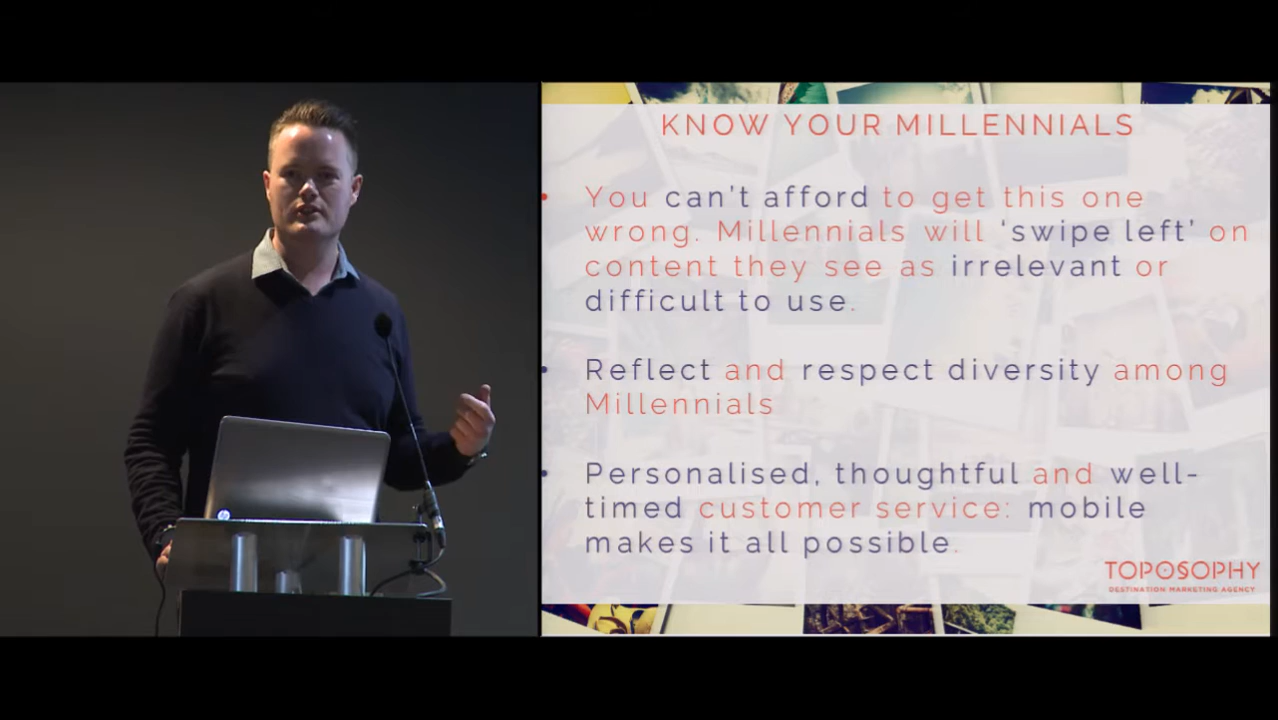 KNOW YOUR MILLENNIALS
• You can't afford to get this one
wrong. Millennials will 'swipe left' on
content they see as irrelevant or
difficult to use.
• Reflect and respect diversity among
Millennials
• Personalised, thoughtful and well-
timed customer service: mobile
makes it all possible.
TOPOSOPHY
DESTINATION MARKETING AGENCY
hp